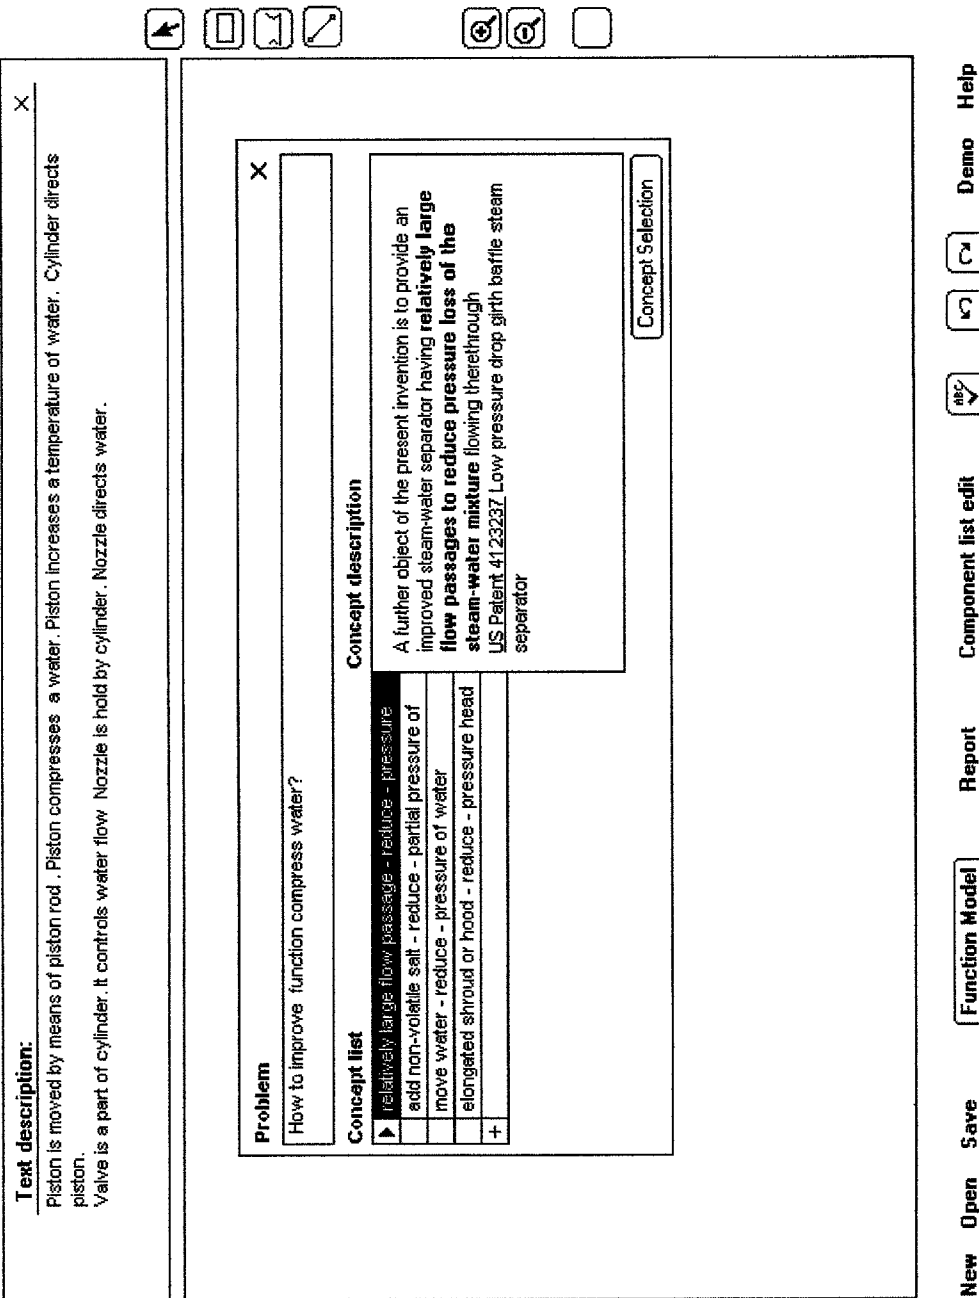 Text description:
Piston is moved by means of piston rod . Piston compresses a water. Piston increases a temperature of water. Cylinder directs
piston.
Valve is a part of cylinder. It controls water flow Nozzle is hold by cylinder. Nozzle directs water.
Problem
How to improve function compress water?
Concept list
relatively large flow passage - reduce - pressure
add non-volatile salt - reduce - partial pressure of
move water - reduce - pressure of water
elongated shroud or hood - reduce - pressure head
+
Concept description
A further object of the present invention is to provide an
improved steam-water separator having relatively large
flow passages to reduce pressure loss of the
steam-water mixture flowing therethrough
US Patent 4123237 Low pressure drop girth baffle steam
separator
Concept Selection
New Open Save Function Model Report Component list edit ABC Demo Help